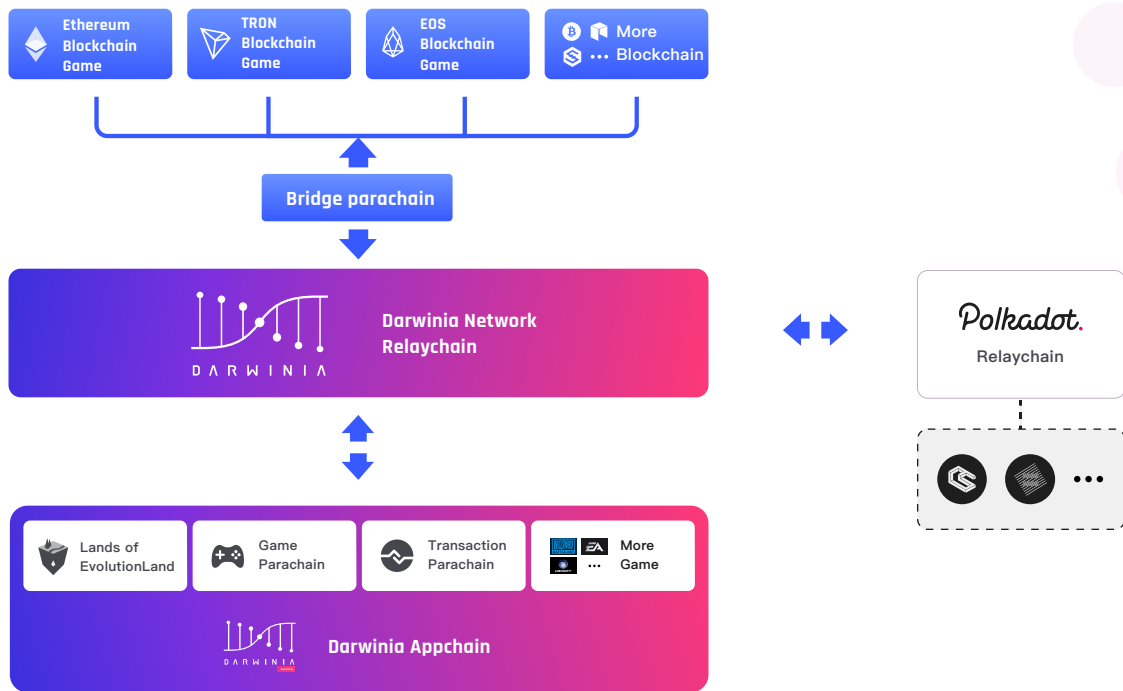 Ethereum
Blockchain
Game
TRON
Blockchain
Game
EOS
Blockchain
Game
More
Blockchain
Bridge parachain
DARWINIA
Darwinia Network
Relaychain
Polkadot.
Relaychain
Lands of
EvolutionLand
Game
Parachain
Transaction
Parachain
EA
More
Game
DARWINIA
Darwinia Appchain